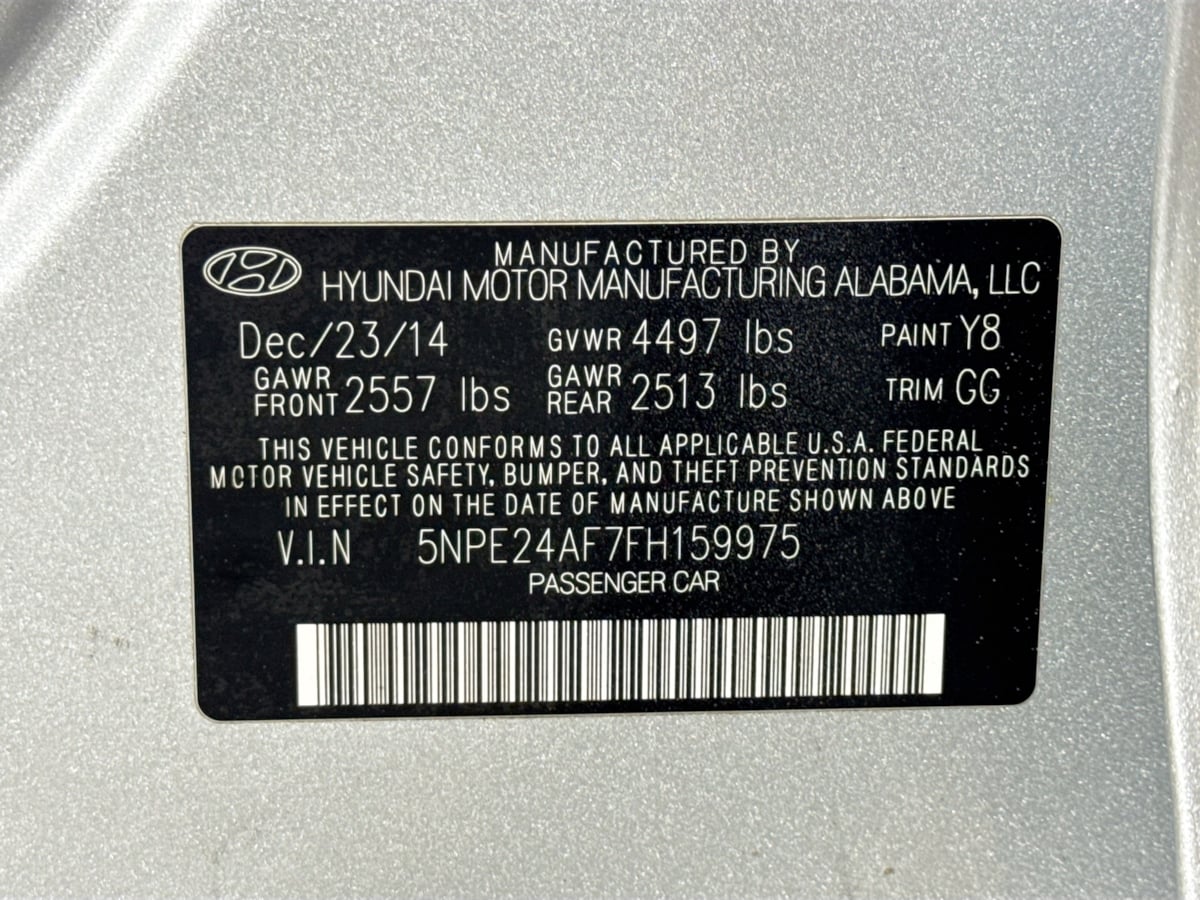 MANUFACTURED BY
HYUNDAI MOTOR MANUFACTURING ALABAMA, LLC
Dec/23/14 GVWR 4497 lbs PAINT Y8
GAWR FRONT 2557 lbs GAWR REAR 2513 lbs TRIM GG
THIS VEHICLE CONFORMS TO ALL APPLICABLE U.S.A. FEDERAL
MOTOR VEHICLE SAFETY, BUMPER, AND THEFT PREVENTION STANDARDS
IN EFFECT ON THE DATE OF MANUFACTURE SHOWN ABOVE
V.I.N 5NPE24AF7FH159975
PASSENGER CAR